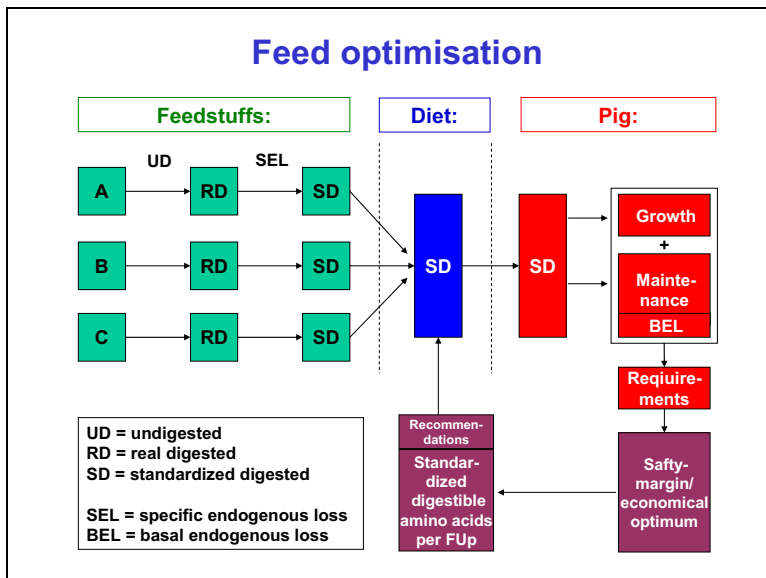 Feed optimisation
Feedstuffs:
Diet:
Pig:
UD
SEL
A
RD
SD
B
RD
SD
C
RD
SD
SD
SD
Growth
+
Mainte-
nance
BEL
Reqiuire-
ments
Safty-
margin/
economical
optimum
Recommen-
dations
Standar-
dized
digestible
amino acids
per FUp
UD = undigested
RD = real digested
SD = standardized digested
SEL = specific endogenous loss
BEL = basal endogenous loss